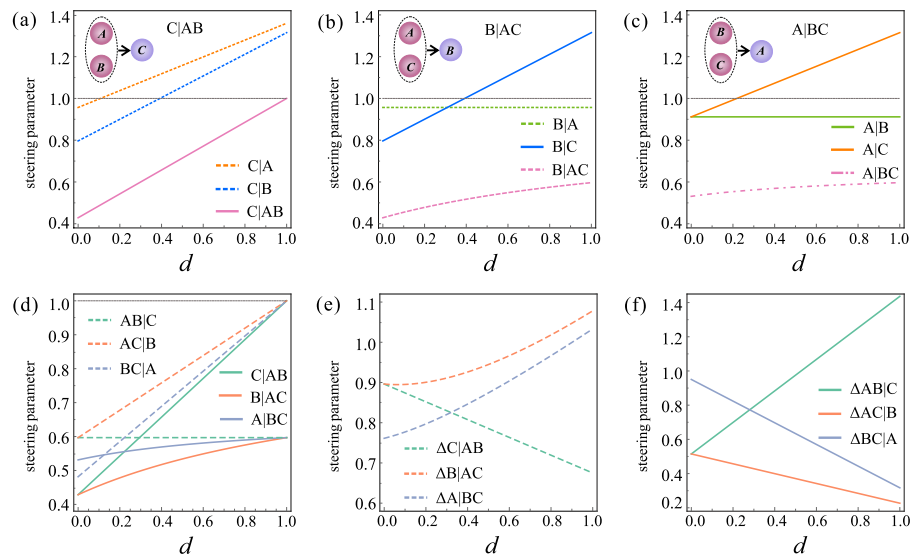 (a)
C|AB
A
B
C
steering parameter
1.4
1.2
1.0
0.8
0.6
0.4
C|A
C|B
C|AB
0.0 0.2 0.4 0.6 0.8 1.0
d
(b)
B|AC
A
C
B
steering parameter
1.4
1.2
1.0
0.8
0.6
0.4
B|A
B|C
B|AC
0.0 0.2 0.4 0.6 0.8 1.0
d
(c)
A|BC
B
C
A
steering parameter
1.4
1.2
1.0
0.8
0.6
0.4
A|B
A|C
A|BC
0.0 0.2 0.4 0.6 0.8 1.0
d
(d)
steering parameter
1.0
0.9
0.8
0.7
0.6
0.5
0.4
AB|C
AC|B
BC|A
C|AB
B|AC
A|BC
0.0 0.2 0.4 0.6 0.8 1.0
d
(e)
steering parameter
1.1
1.0
0.9
0.8
0.7
0.6
ΔC|AB
ΔB|AC
ΔA|BC
0.0 0.2 0.4 0.6 0.8 1.0
d
(f)
steering parameter
1.4
1.2
1.0
0.8
0.6
0.4
0.2
ΔAB|C
ΔAC|B
ΔBC|A
0.0 0.2 0.4 0.6 0.8 1.0
d